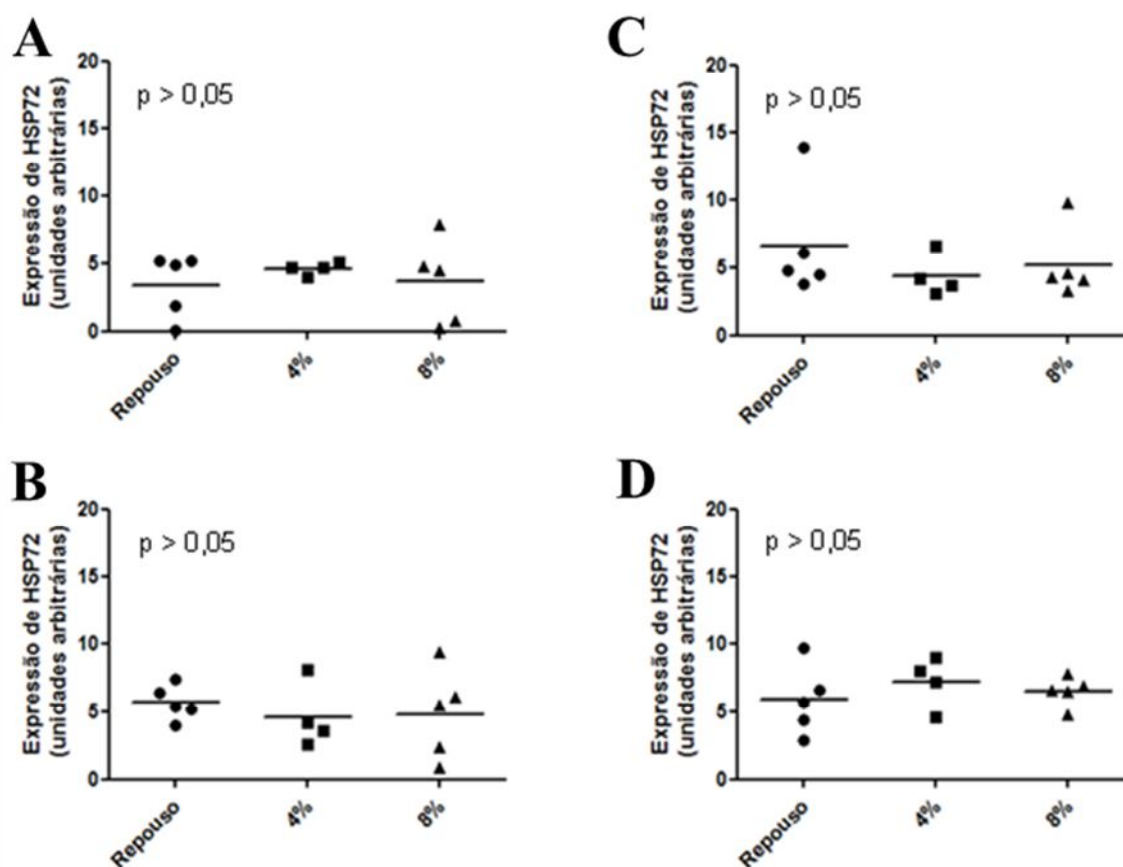 A
Expressão de HSP72
(unidades arbitrárias)
20
15
10
5
0
p > 0,05
Repouso
4%
8%
C
Expressão de HSP72
(unidades arbitrárias)
20
15
10
5
0
p > 0,05
Repouso
4%
8%
B
Expressão de HSP72
(unidades arbitrárias)
20
15
10
5
0
p > 0,05
Repouso
4%
8%
D
Expressão de HSP72
(unidades arbitrárias)
20
15
10
5
0
p > 0,05
Repouso
4%
8%